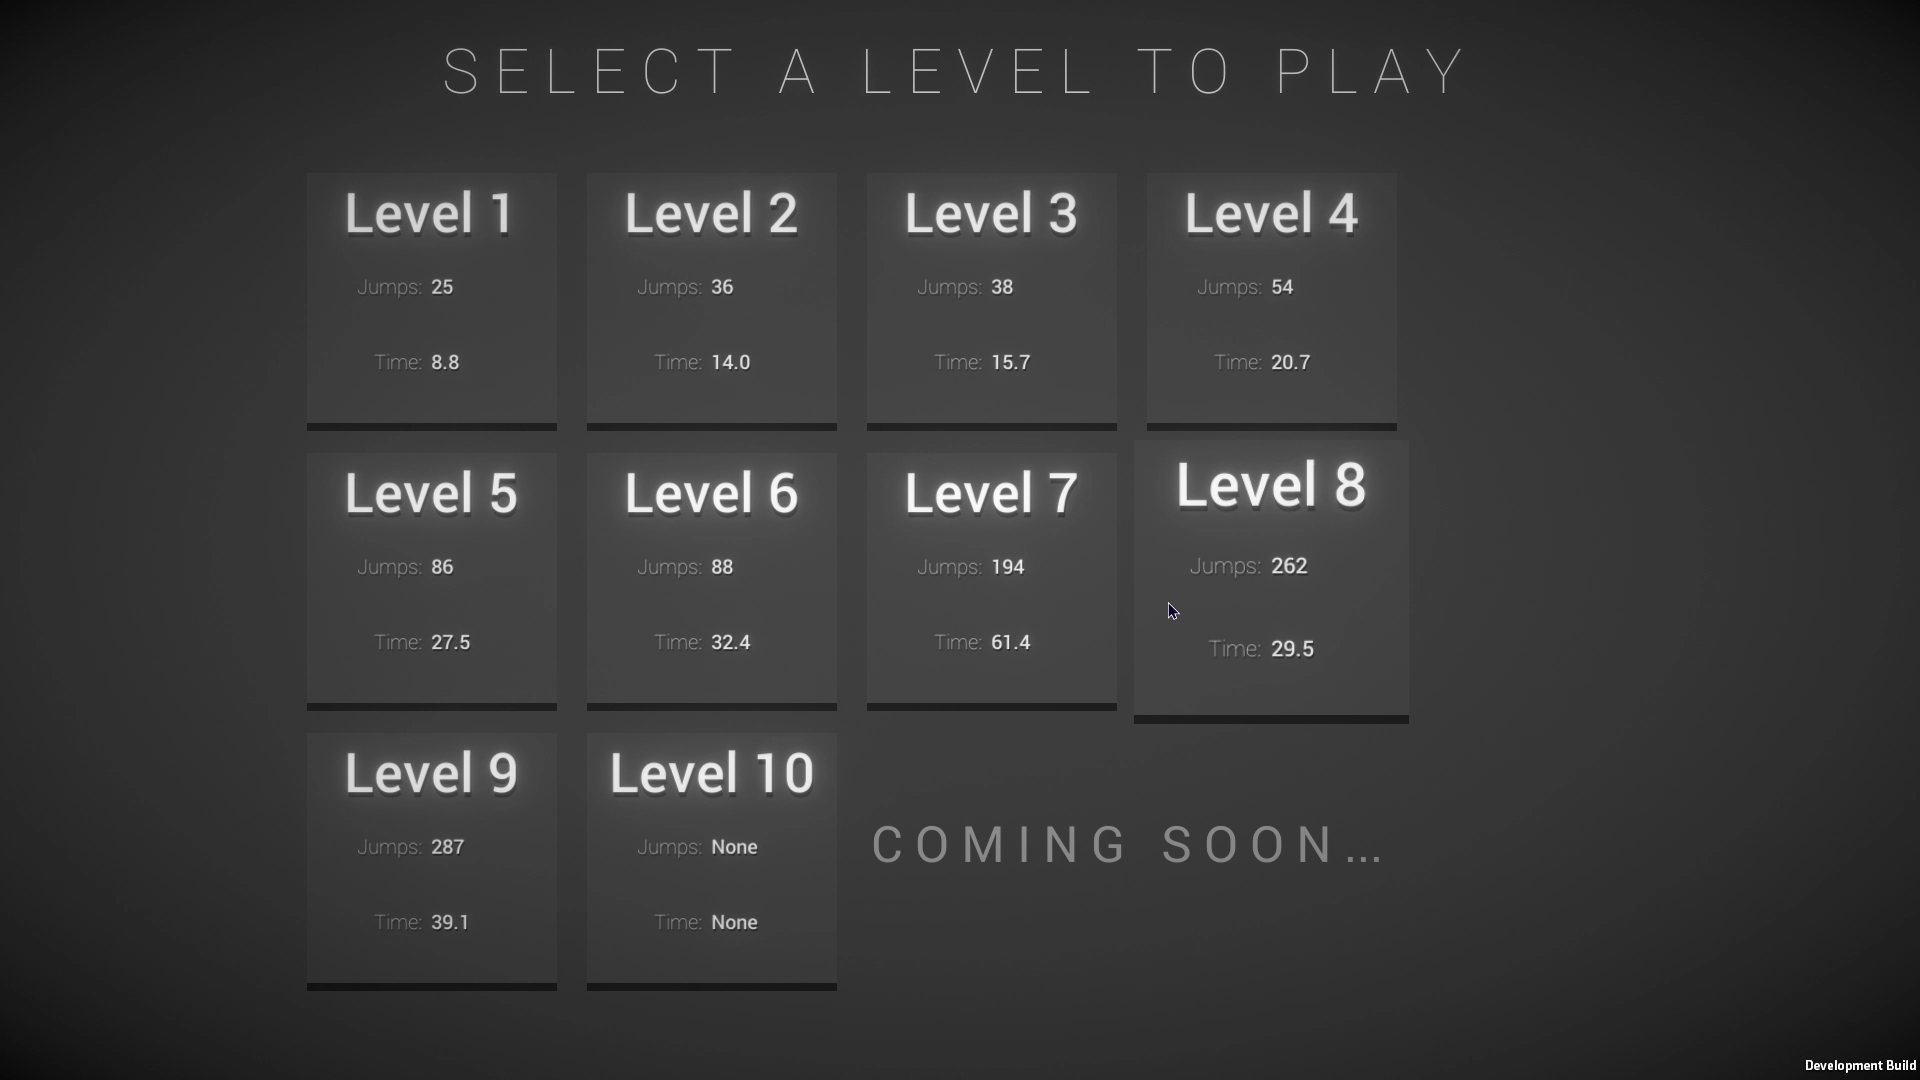 SELECT A LEVEL TO PLAY
Level 1
Jumps: 25
Time: 8.8
Level 2
Jumps: 36
Time: 14.0
Level 3
Jumps: 38
Time: 15.7
Level 4
Jumps: 54
Time: 20.7
Level 5
Jumps: 86
Time: 27.5
Level 6
Jumps: 88
Time: 32.4
Level 7
Jumps: 194
Time: 61.4
Level 8
Jumps: 262
Time: 29.5
Level 9
Jumps: 287
Time: 39.1
Level 10
Jumps: None
Time: None
COMING SOON...
Development Build